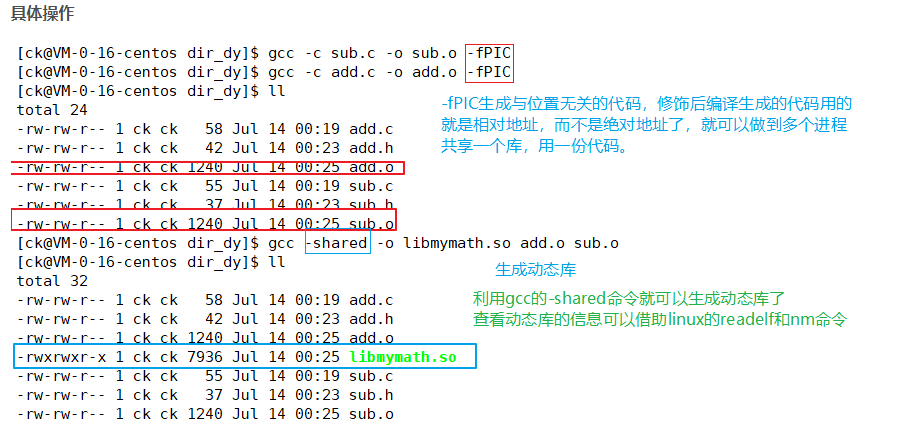 具体操作
[ck@VM-0-16-centos dir_dy]$ gcc -c sub.c -o sub.o -fPIC
[ck@VM-0-16-centos dir_dy]$ gcc -c add.c -o add.o -fPIC
[ck@VM-0-16-centos dir_dy]$ ll
total 24
-rw-rw-r-- 1 ck ck   58 Jul 14 00:19 add.c
-rw-rw-r-- 1 ck ck   42 Jul 14 00:23 add.h
-rw-rw-r-- 1 ck ck 1240 Jul 14 00:25 add.o
-rw-rw-r-- 1 ck ck   55 Jul 14 00:19 sub.c
-rw-rw-r-- 1 ck ck   37 Jul 14 00:23 sub.h
-rw-rw-r-- 1 ck ck 1240 Jul 14 00:25 sub.o
-fPIC生成与位置无关的代码，修饰后编译生成的代码用的
就是相对地址，而不是绝对地址了，就可以做到多个进程
共享一个库，用一份代码。
[ck@VM-0-16-centos dir_dy]$ gcc -shared -o libmymath.so add.o sub.o
[ck@VM-0-16-centos dir_dy]$ ll
total 32
-rw-rw-r-- 1 ck ck   58 Jul 14 00:19 add.c
-rw-rw-r-- 1 ck ck   42 Jul 14 00:23 add.h
-rw-rw-r-- 1 ck ck 1240 Jul 14 00:25 add.o
-rwxrwxr-x 1 ck ck 7936 Jul 14 00:25 libmymath.so
-rw-rw-r-- 1 ck ck   55 Jul 14 00:19 sub.c
-rw-rw-r-- 1 ck ck   37 Jul 14 00:23 sub.h
-rw-rw-r-- 1 ck ck 1240 Jul 14 00:25 sub.o
生成动态库
利用gcc的-shared命令就可以生成动态库了
查看动态库的信息可以借助linux的readelf和nm命令